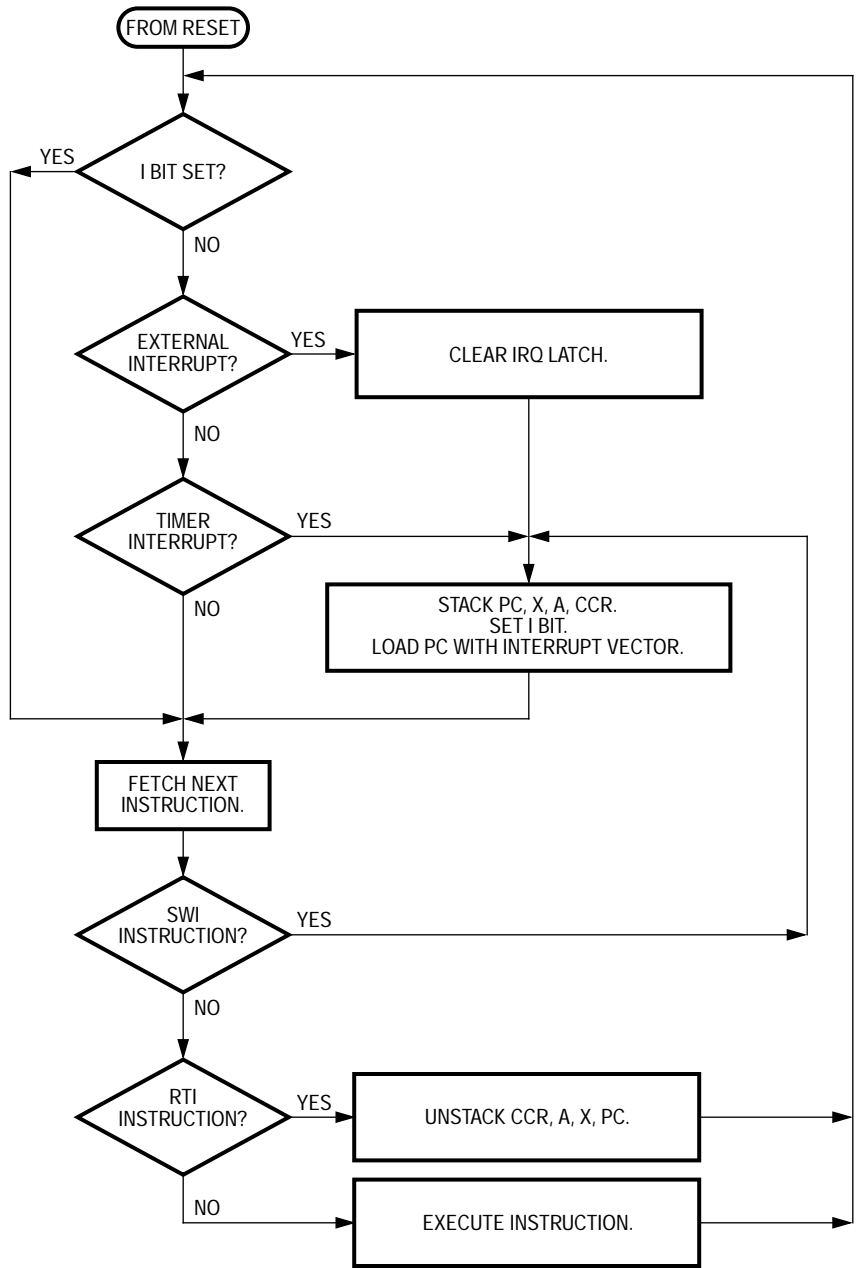 FROM RESET
YES
I BIT SET?
NO
EXTERNAL
INTERRUPT?
YES
CLEAR IRQ LATCH.
NO
TIMER
INTERRUPT?
YES
NO
STACK PC, X, A, CCR.
SET I BIT.
LOAD PC WITH INTERRUPT VECTOR.
FETCH NEXT
INSTRUCTION.
SWI
INSTRUCTION?
YES
NO
RTI
INSTRUCTION?
YES
UNSTACK CCR, A, X, PC.
NO
EXECUTE INSTRUCTION.